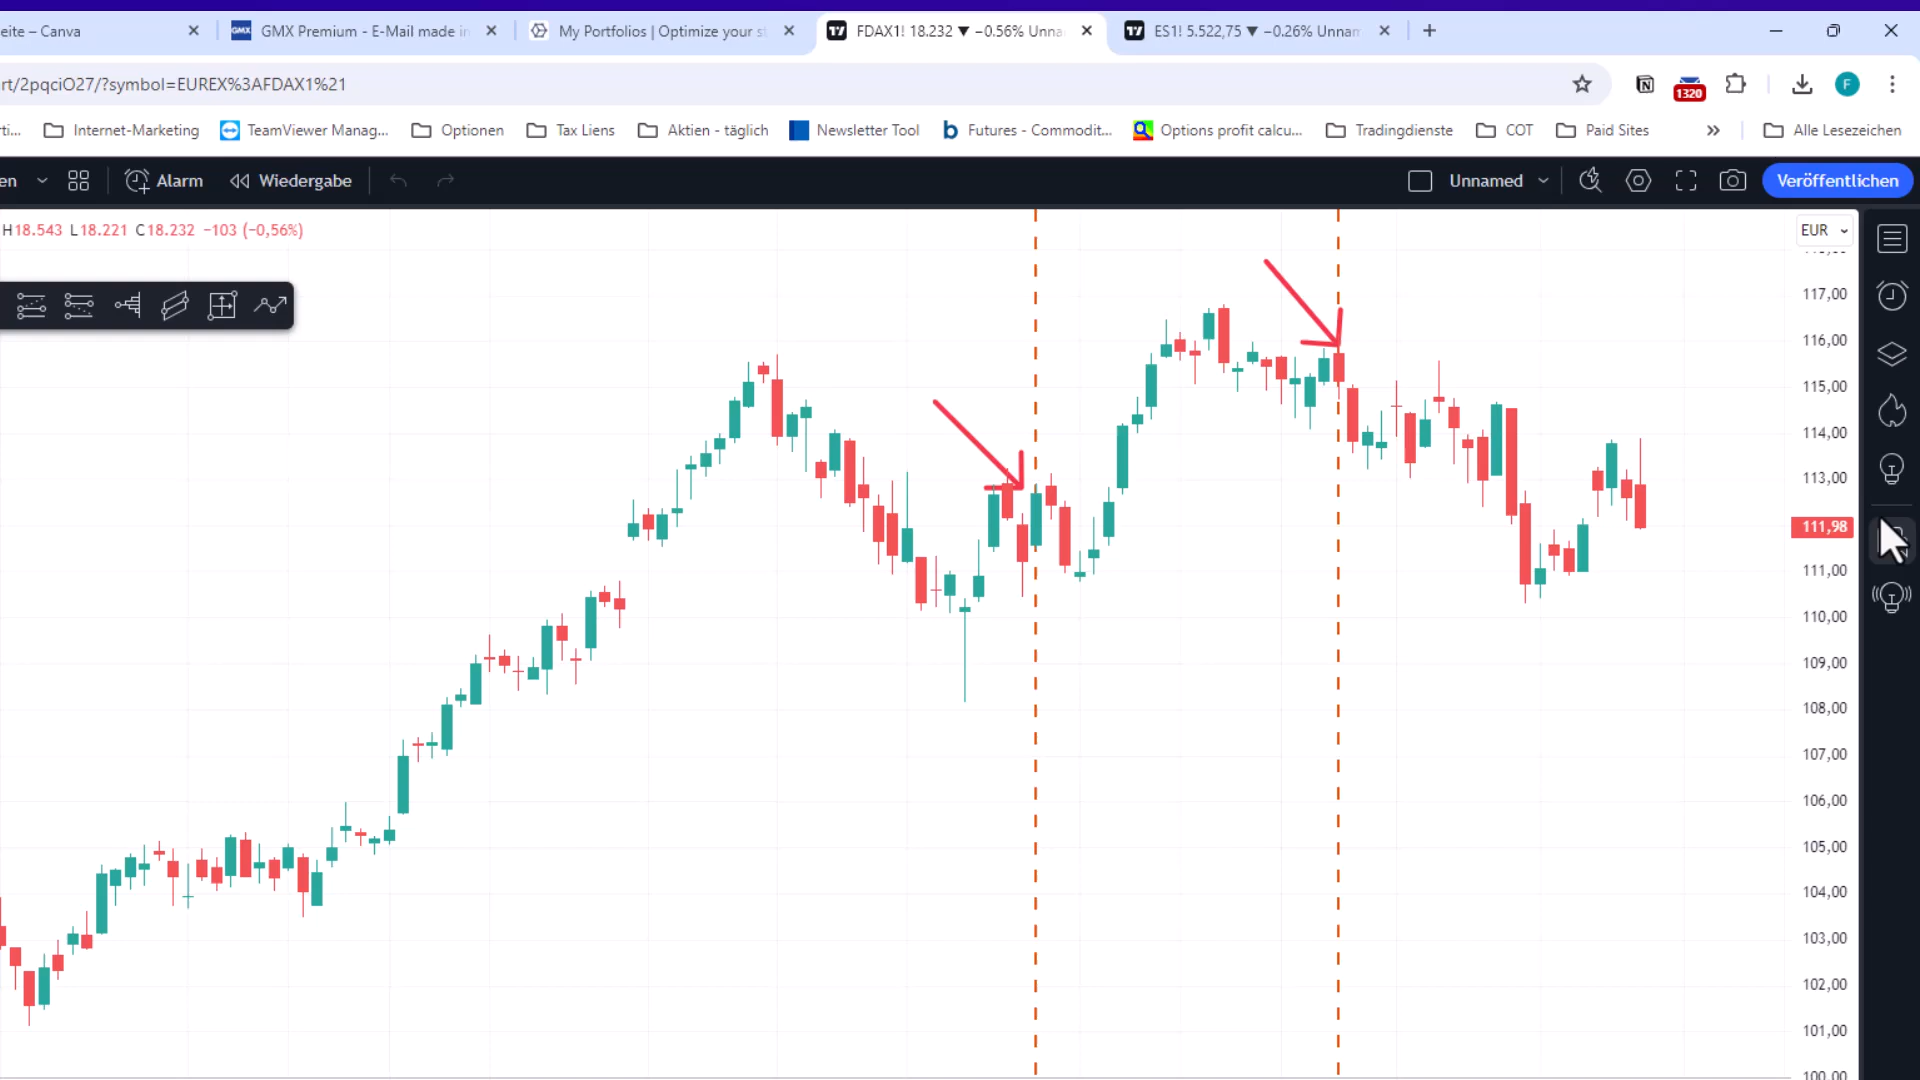 eite – Canva
GMX Premium - E-Mail made in
My Portfolios | Optimize your st
FDAX1! 18.232 ▼ −0.56% Unna
ES1! 5.522,75 ▼ −0.26% Unnam
rt/2pqciO27/?symbol=EUREX%3AFDAX1%21
1320
F
rti...
Internet-Marketing
TeamViewer Manag...
Optionen
Tax Liens
Aktien - täglich
Newsletter Tool
Futures - Commodit...
Options profit calcu...
Tradingdienste
COT
Paid Sites
»
Alle Lesezeichen
en
Alarm
Wiedergabe
Unnamed
Veröffentlichen
H18.543 L18.221 C18.232 −103 (−0,56%)
EUR
117,00
116,00
115,00
114,00
113,00
111,98
111,00
110,00
109,00
108,00
107,00
106,00
105,00
104,00
103,00
102,00
101,00
100,00